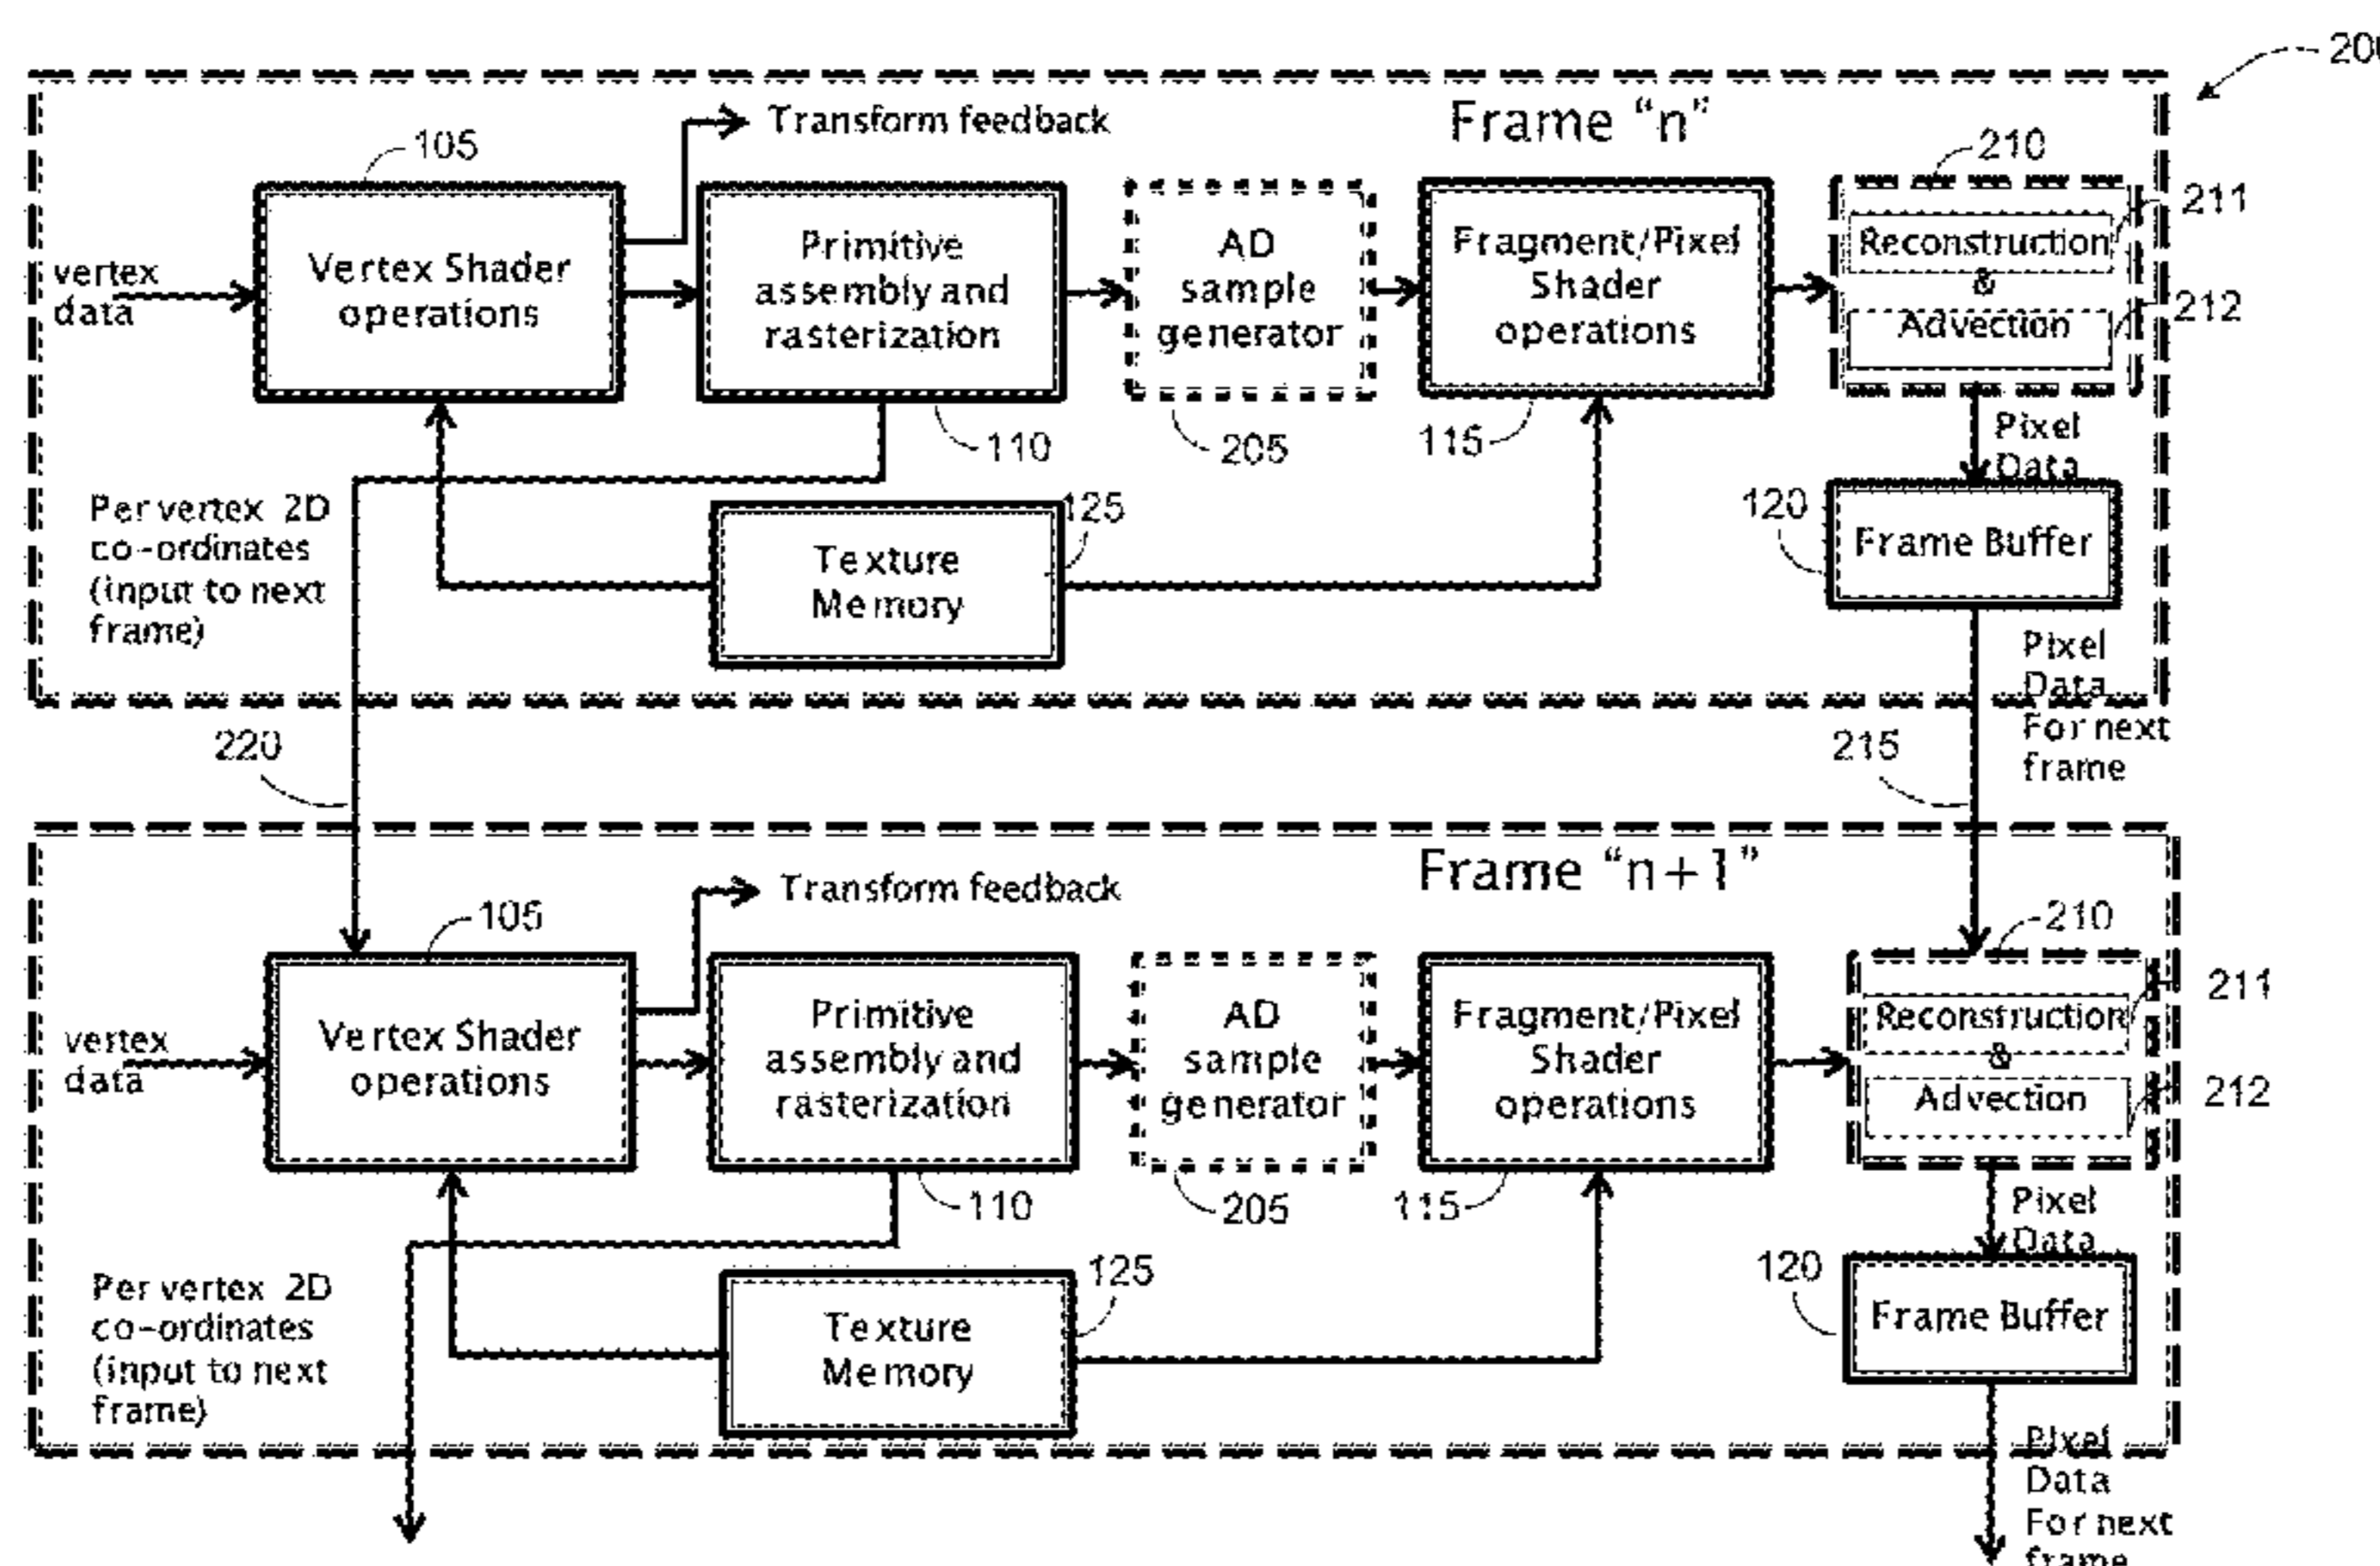 Frame “n”
Transform feedback
105
210
211
vertex
data
Vertex Shader
operations
Primitive
assembly and
rasterization
AD
sample
generator
Fragment/Pixel
Shader
operations
Reconstruction
&
Advection
212
110
205
115
Pixel
Data
Per vertex 2D
co-ordinates
(input to next
frame)
125
Texture
Memory
120
Frame Buffer
Pixel
Data
For next
frame
220
215
Frame “n+1”
Transform feedback
105
210
211
vertex
data
Vertex Shader
operations
Primitive
assembly and
rasterization
AD
sample
generator
Fragment/Pixel
Shader
operations
Reconstruction
&
Advection
212
110
205
115
Pixel
Data
Per vertex 2D
co-ordinates
(input to next
frame)
125
Texture
Memory
120
Frame Buffer
Pixel
Data
For next
frame